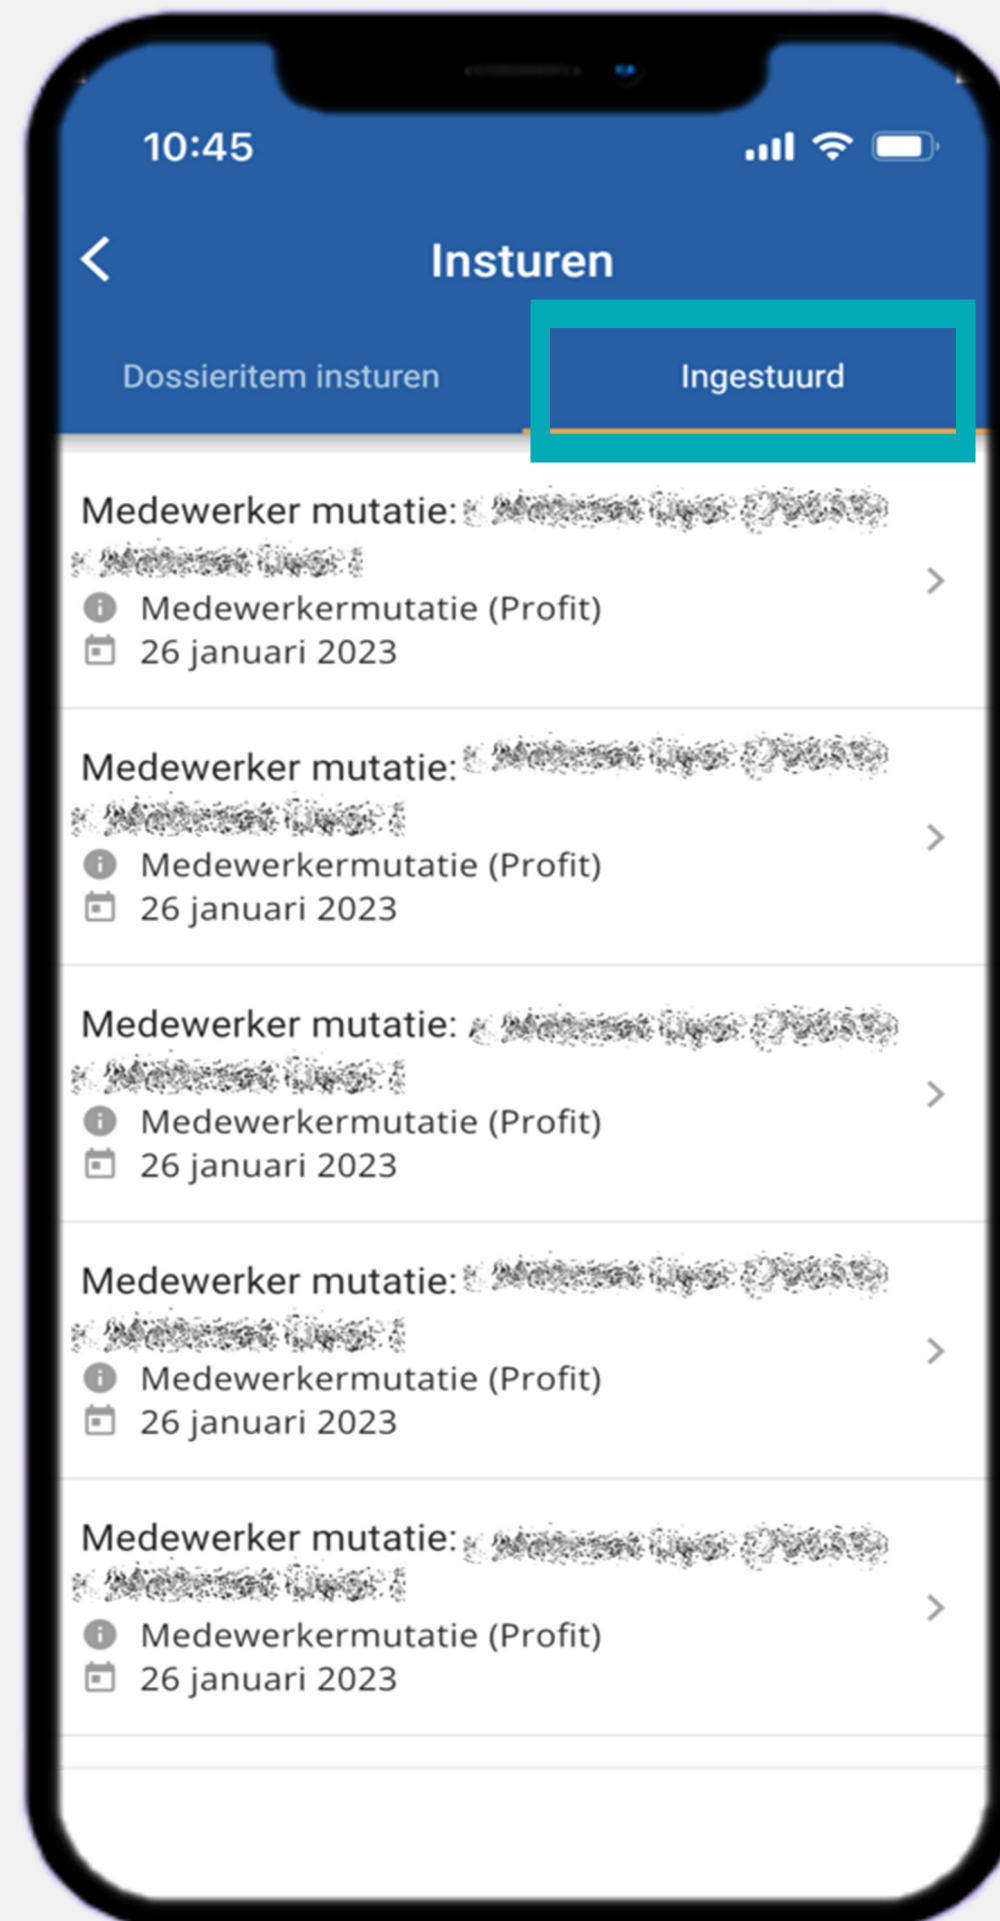 10:45
Insturen
Dossieritem insturen
Ingestuurd
Medewerker mutatie:
Medewerkermutatie (Profit)
26 januari 2023
Medewerker mutatie:
Medewerkermutatie (Profit)
26 januari 2023
Medewerker mutatie:
Medewerkermutatie (Profit)
26 januari 2023
Medewerker mutatie:
Medewerkermutatie (Profit)
26 januari 2023
Medewerker mutatie:
Medewerkermutatie (Profit)
26 januari 2023